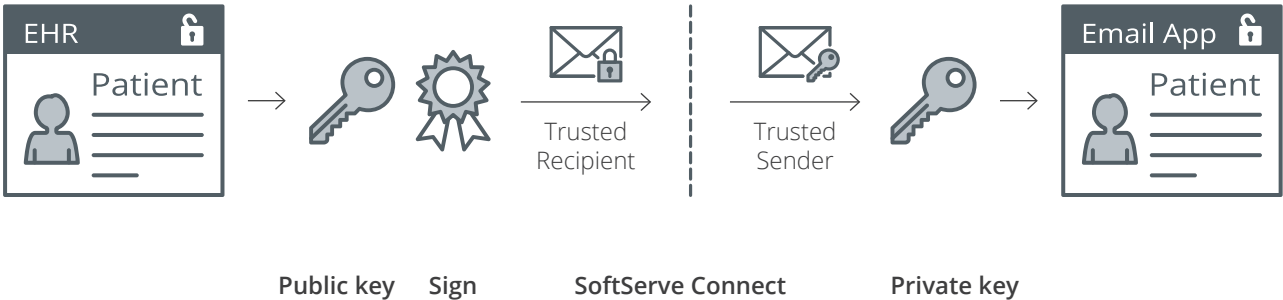 EHR
Patient
Trusted
Recipient
Trusted
Sender
Email App
Patient
Public key
Sign
SoftServe Connect
Private key